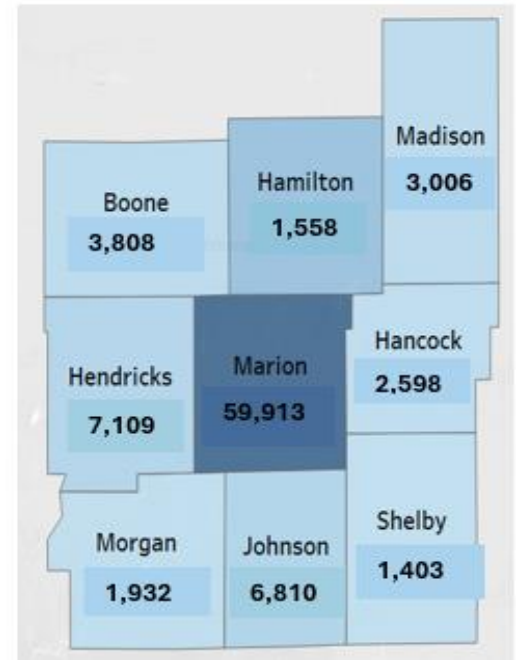 Madison
3,006
Hamilton
1,558
Boone
3,808
Hancock
2,598
Marion
59,913
Hendricks
7,109
Shelby
1,403
Morgan
1,932
Johnson
6,810